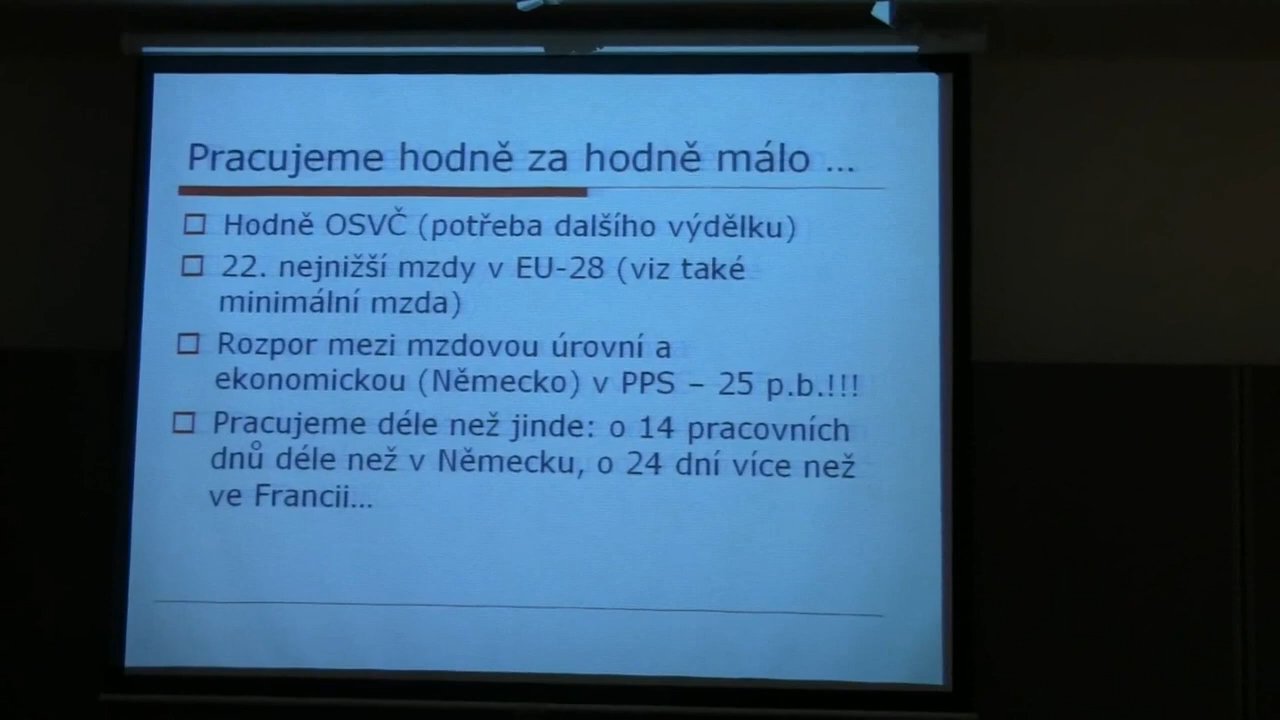 Pracujeme hodně za hodně málo …
Hodně OSVČ (potřeba dalšího výdělku)
22. nejnižší mzdy v EU-28 (viz také
minimální mzda)
Rozpor mezi mzdovou úrovní a
ekonomickou (Německo) v PPS – 25 p.b.!!!
Pracujeme déle než jinde: o 14 pracovních
dnů déle než v Německu, o 24 dní více než
ve Francii…